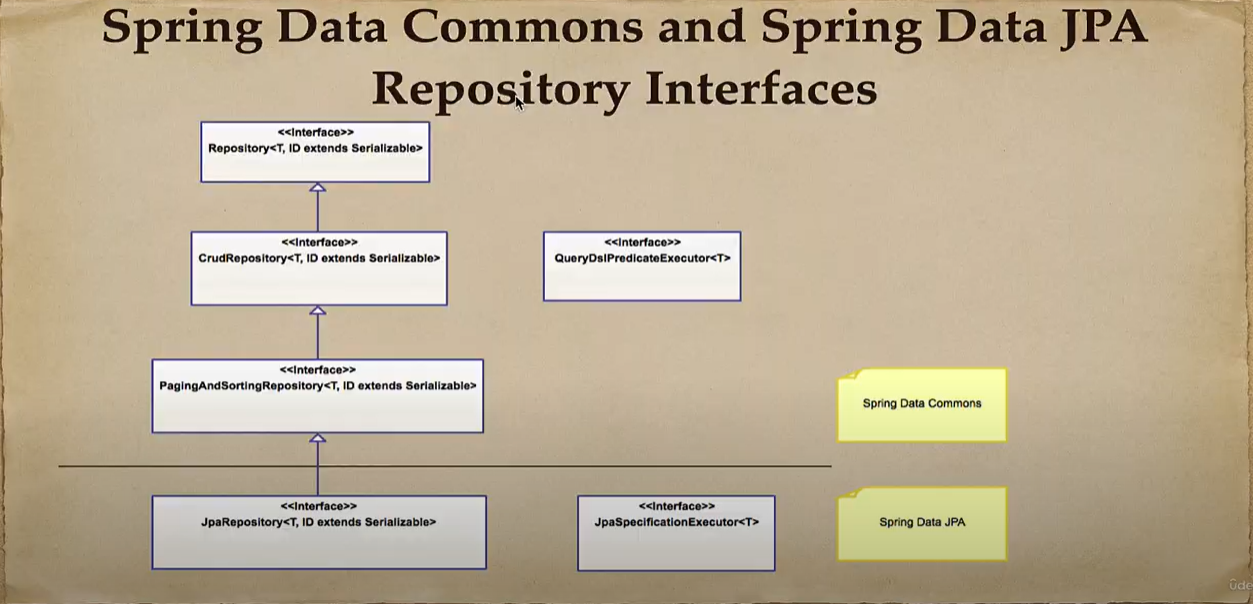 Spring Data Commons and Spring Data JPA
Repository Interfaces
<<Interface>>
Repository<T, ID extends Serializable>
<<Interface>>
CrudRepository<T, ID extends Serializable>
<<Interface>>
QueryDslPredicateExecutor<T>
<<Interface>>
PagingAndSortingRepository<T, ID extends Serializable>
Spring Data Commons
<<Interface>>
JpaRepository<T, ID extends Serializable>
<<Interface>>
JpaSpecificationExecutor<T>
Spring Data JPA